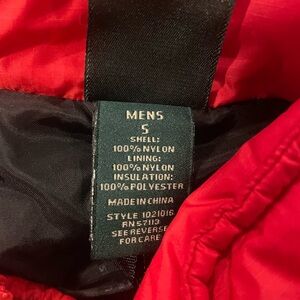 MENS
S
SHELL:
100% NYLON
LINING:
100% NYLON
INSULATION:
100% POLYESTER
MADE IN CHINA
STYLE 1021016
RN 57113
SEE REVERSE
FOR CARE